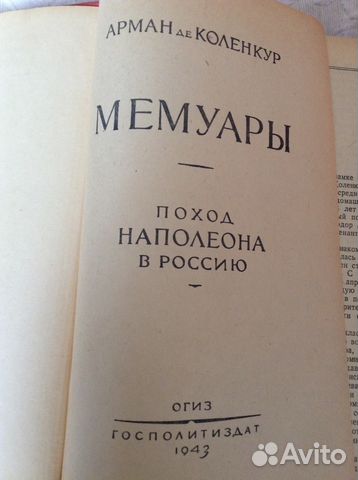 АРМАН ДЕ КОЛЕНКУР
МЕМУАРЫ
ПОХОД
НАПОЛЕОНА
В РОССИЮ
ОГИЗ
ГОСПОЛИТИЗДАТ
1943
Avito